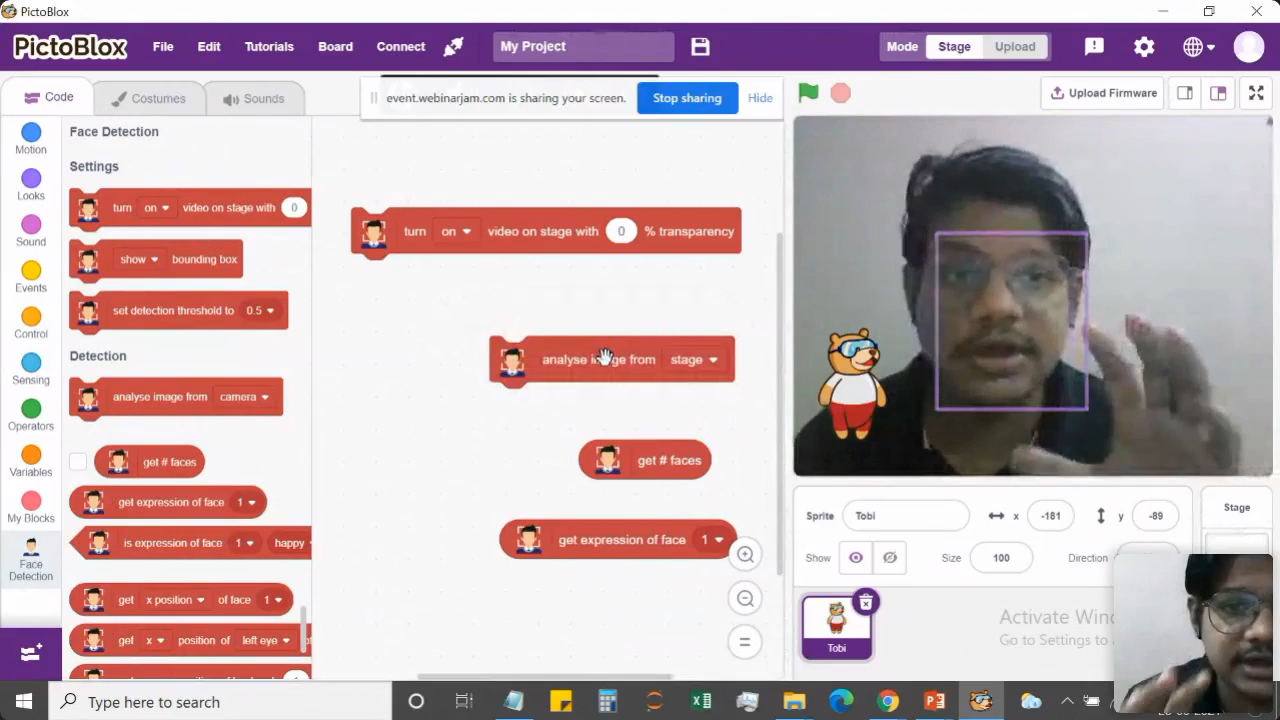 PictoBlox
PictoBlox File Edit Tutorials Board Connect My Project Mode Stage Upload
Code Costumes Sounds event.webinarjam.com is sharing your screen. Stop sharing Hide Upload Firmware
Motion
Looks
Sound
Events
Control
Sensing
Operators
Variables
My Blocks
Face
Detection
Face Detection
Settings
turn on video on stage with 0
show bounding box
set detection threshold to 0.5
Detection
analyse image from camera
get # faces
get expression of face 1
is expression of face 1 happy
get x position of face 1
get x position of left eye
turn on video on stage with 0 % transparency
analyse image from stage
get # faces
get expression of face 1
Sprite Tobi x -181 y -89
Show Size 100 Direction
Tobi
Stage
Activate Win
Go to Settings to
Type here to search